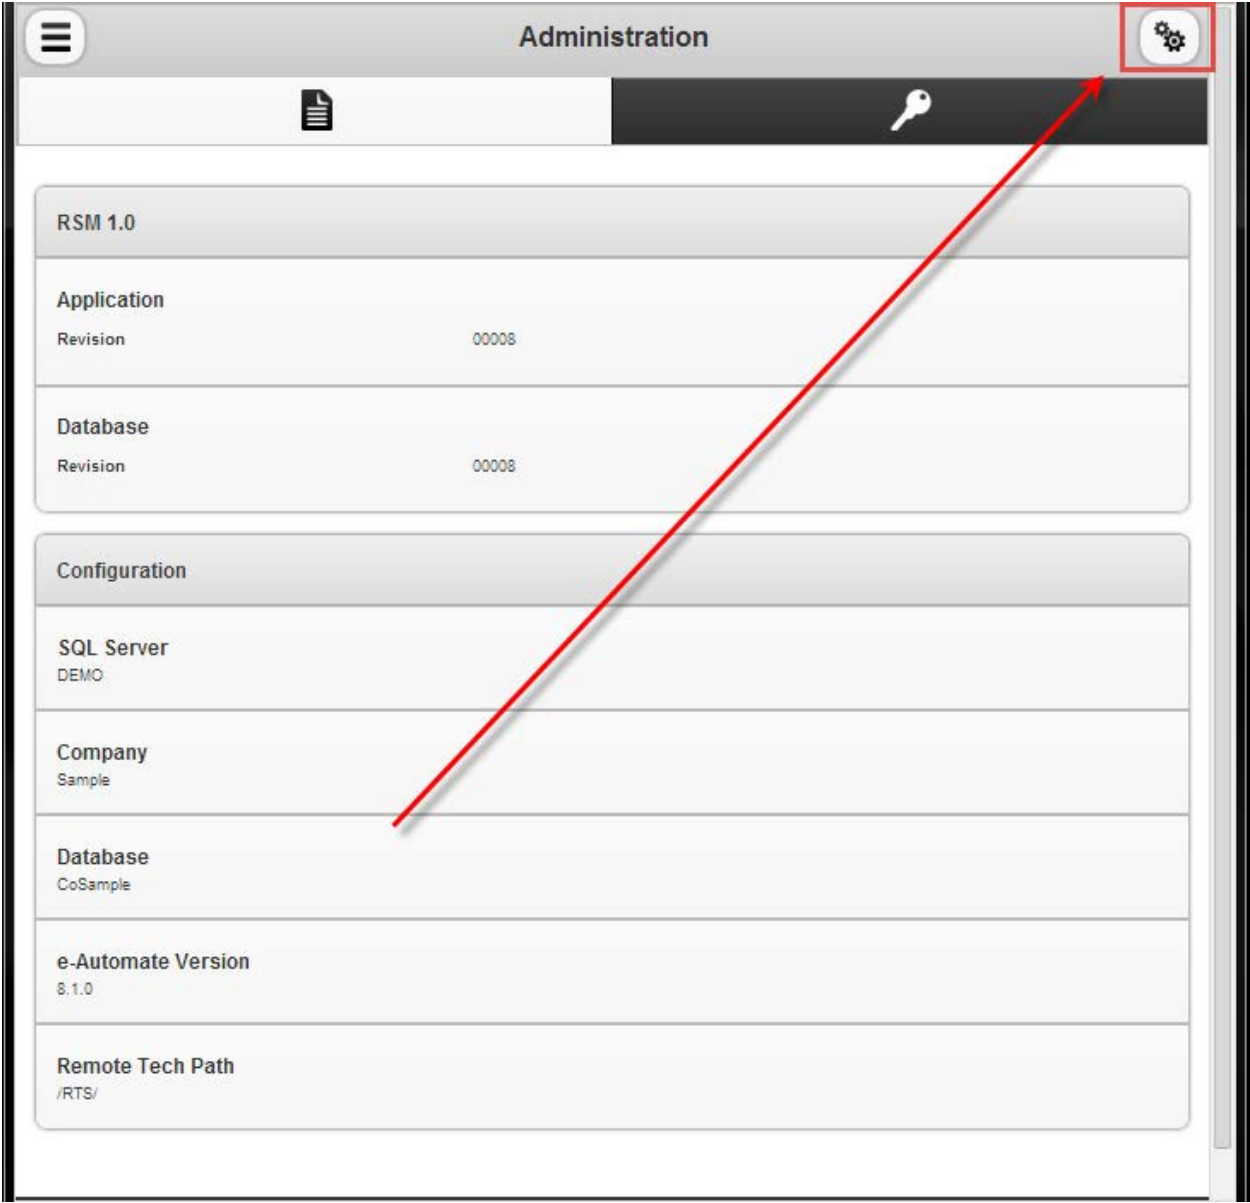 Administration
RSM 1.0
Application
Revision 00008
Database
Revision 00008
Configuration
SQL Server
DEMO
Company
Sample
Database
CoSample
e-Automate Version
8.1.0
Remote Tech Path
/RTS/